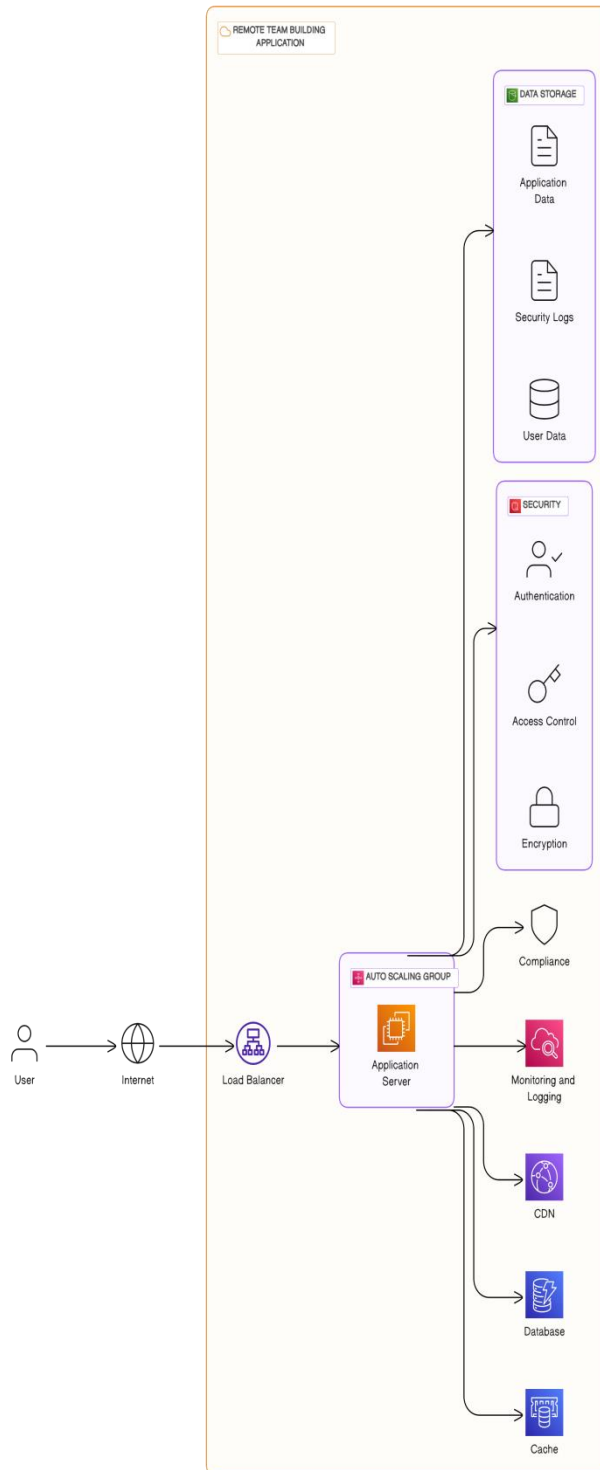 REMOTE TEAM BUILDING
APPLICATION
DATA STORAGE
Application
Data
Security Logs
User Data
SECURITY
Authentication
Access Control
Encryption
Compliance
AUTO SCALING GROUP
Application
Server
User
Internet
Load Balancer
Monitoring and
Logging
CDN
Database
Cache